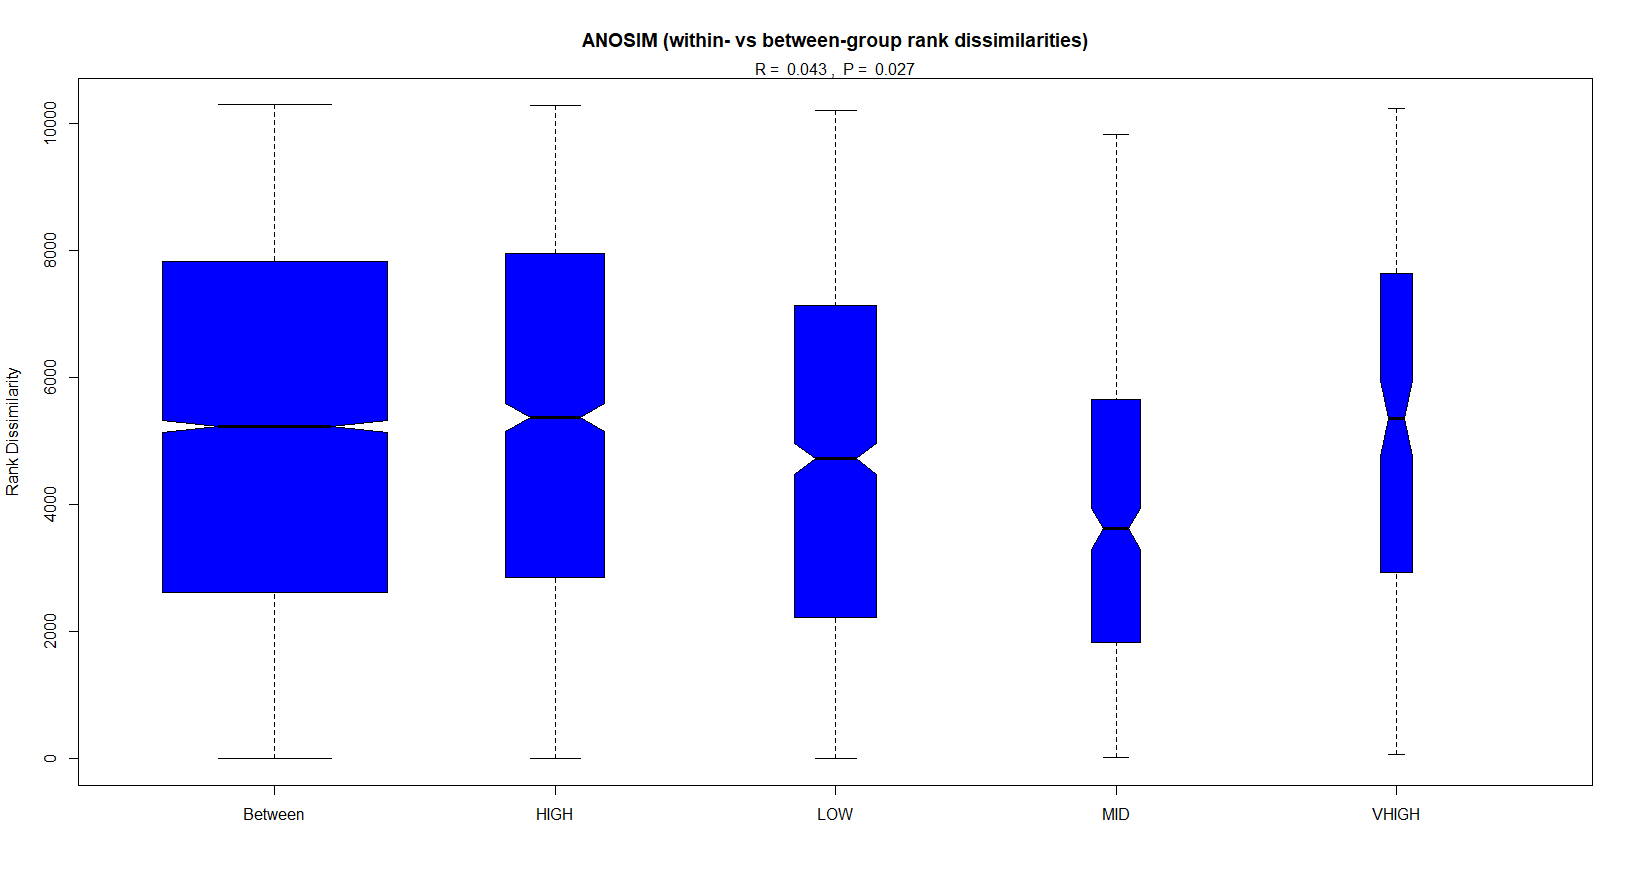 ANOSIM (within- vs between-group rank dissimilarities)
R = 0.043 , P = 0.027
Rank Dissimilarity
10000
8000
6000
4000
2000
0
Between HIGH LOW MID VHIGH